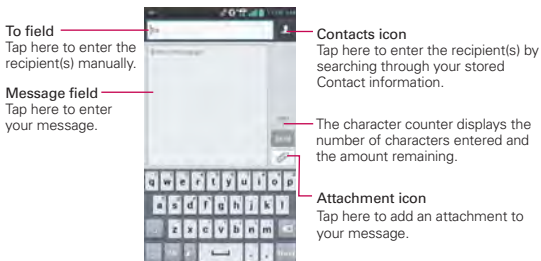 To field
Tap here to enter the
recipient(s) manually.
Message field
Tap here to enter
your message.
To
Contacts icon
Tap here to enter the recipient(s) by
searching through your stored
Contact information.
The character counter displays the
number of characters entered and
the amount remaining.
Attachment icon
Tap here to add an attachment to
your message.
q w e r t y u i o p
a s d f g h j k l
z x c v b n m